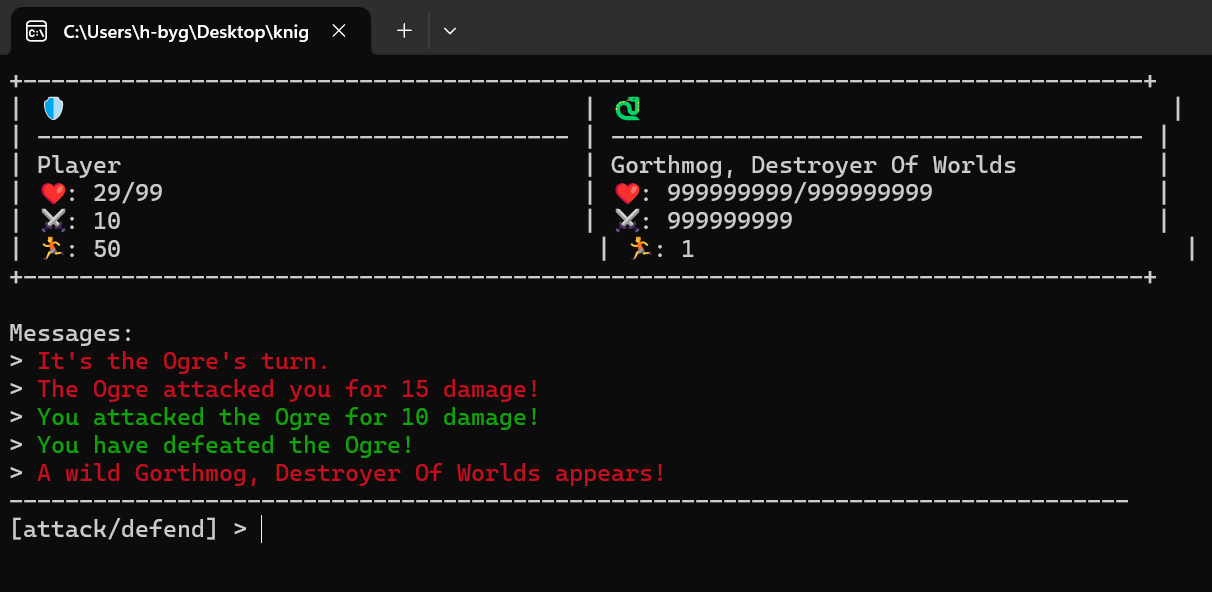 C:\Users\h-byg\Desktop\knig
+--------------------------------------------------------------------------------+
| 🛡️ | 🐉 |
| -------------------------------------- | -------------------------------------- |
| Player | Gorthmog, Destroyer Of Worlds |
| ❤️: 29/99 | ❤️: 999999999/999999999 |
| ⚔️: 10 | ⚔️: 999999999 |
| 🏃: 50 | 🏃: 1 |
+--------------------------------------------------------------------------------+
Messages:
> It's the Ogre's turn.
> The Ogre attacked you for 15 damage!
> You attacked the Ogre for 10 damage!
> You have defeated the Ogre!
> A wild Gorthmog, Destroyer Of Worlds appears!
--------------------------------------------------------------------------------
[attack/defend] >